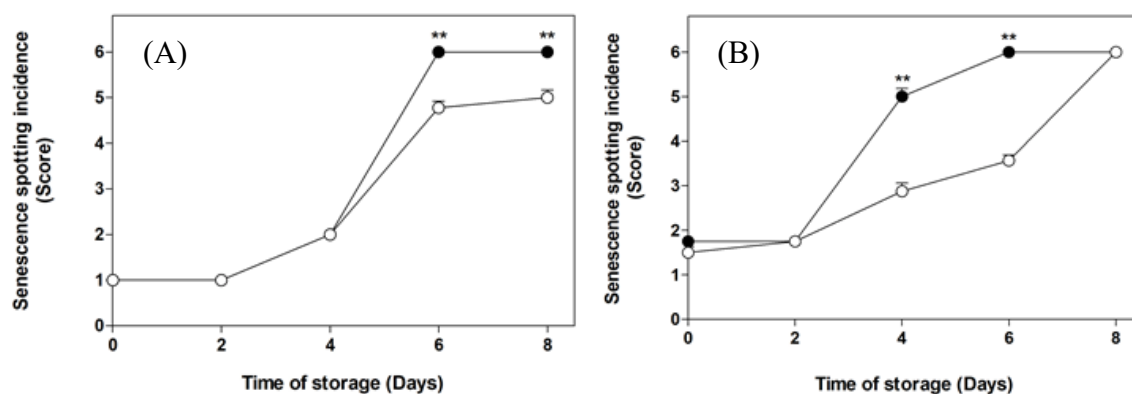 (A)
Senescence spotting incidence
(Score)
6
5
4
3
2
1
0
** **
0 2 4 6 8
Time of storage (Days)
(B)
Senescence spotting incidence
(Score)
6
5
4
3
2
1
0
** **
0 2 4 6 8
Time of storage (Days)